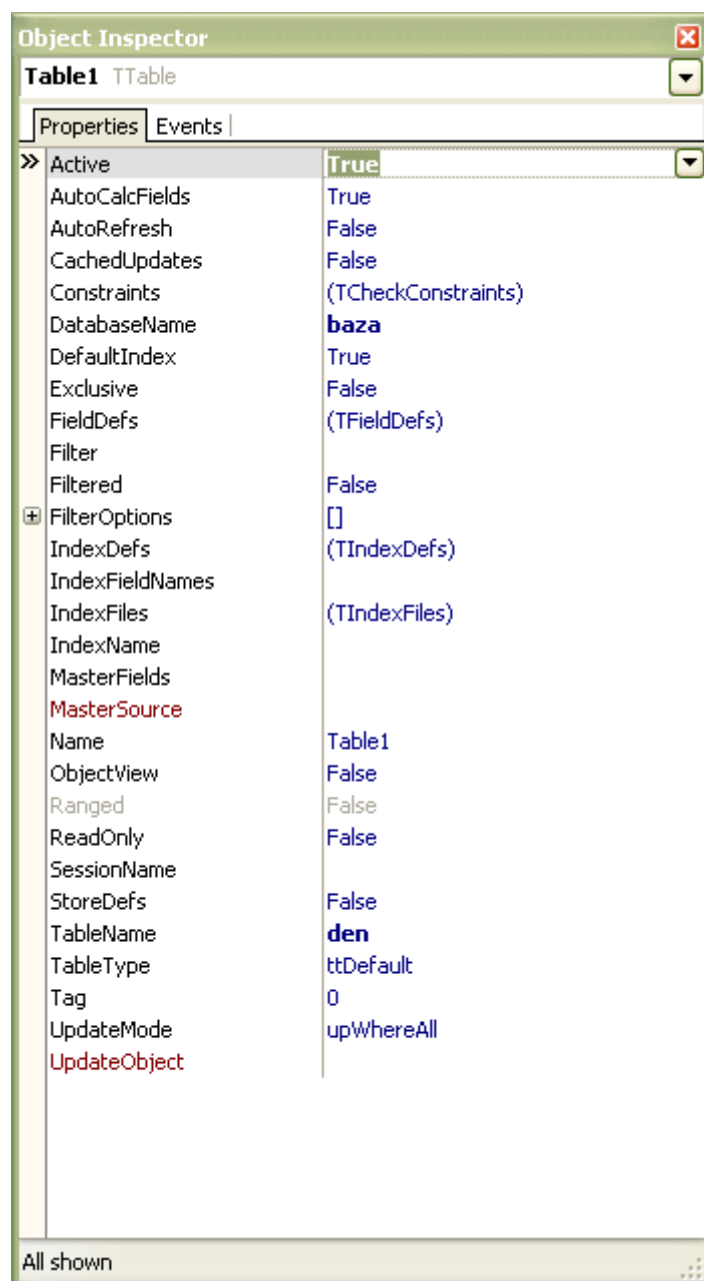 Object Inspector
Table1 TTable
Properties Events
Active True
AutoCalcFields True
AutoRefresh False
CachedUpdates False
Constraints (TCheckConstraints)
DatabaseName baza
DefaultIndex True
Exclusive False
FieldDefs (TFieldDefs)
Filter
Filtered False
FilterOptions []
IndexDefs (TIndexDefs)
IndexFieldNames
IndexFiles (TIndexFiles)
IndexName
MasterFields
MasterSource
Name Table1
ObjectView False
Ranged False
ReadOnly False
SessionName
StoreDefs False
TableName den
TableType ttDefault
Tag 0
UpdateMode upWhereAll
UpdateObject
All shown